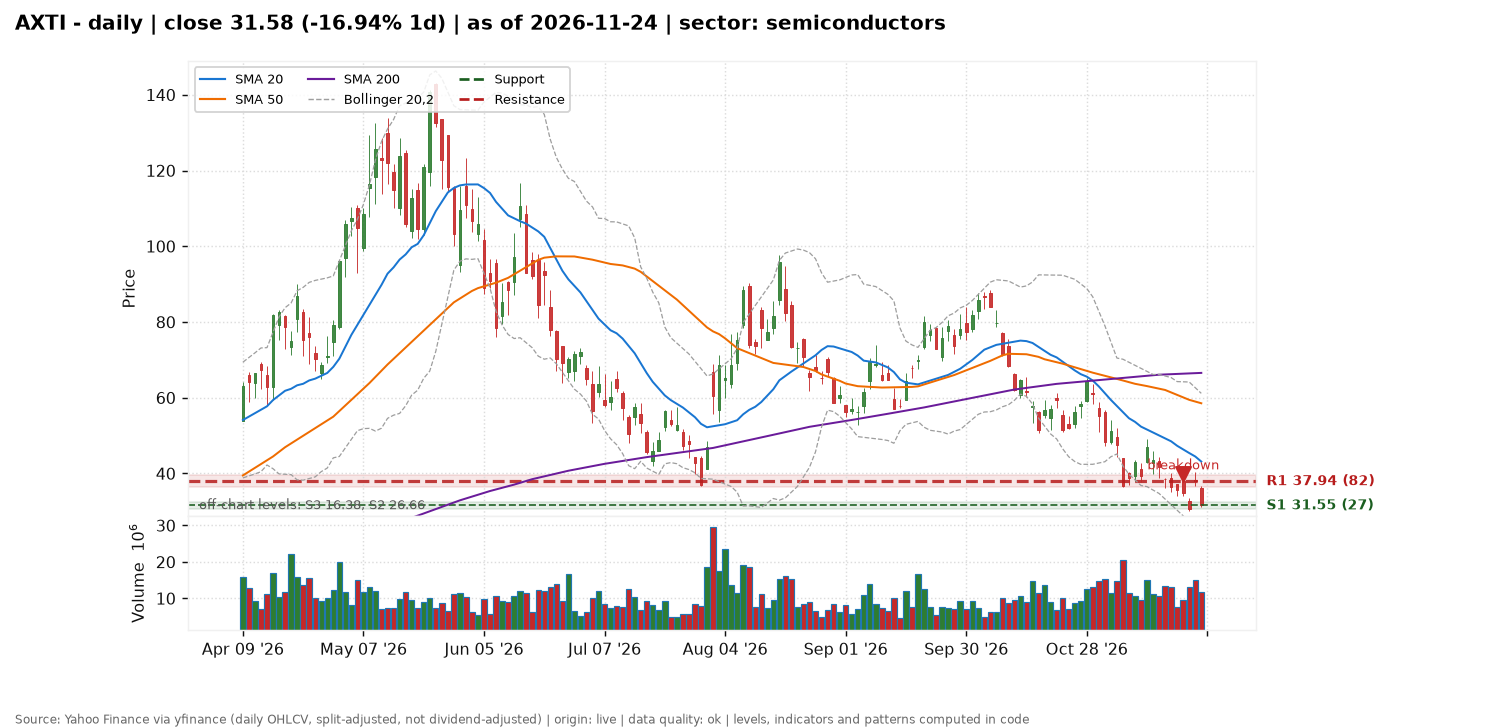 AXTI - daily | close 31.58 (-16.94% 1d) | as of 2026-11-24 | sector: semiconductors
SMA 20
SMA 50
SMA 200
Bollinger 20,2
Support
Resistance
Price
140
120
100
80
60
40
Breakdown
R1 37.94 (82)
S1 31.55 (27)
off-chart levels: S3 16.38, S2 26.66
Volume 10^6
30
20
10
Apr 09 '26
May 07 '26
Jun 05 '26
Jul 07 '26
Aug 04 '26
Sep 01 '26
Sep 30 '26
Oct 28 '26
Source: Yahoo Finance via yfinance (daily OHLCV, split-adjusted, not dividend-adjusted) | origin: live | data quality: ok | levels, indicators and patterns computed in code